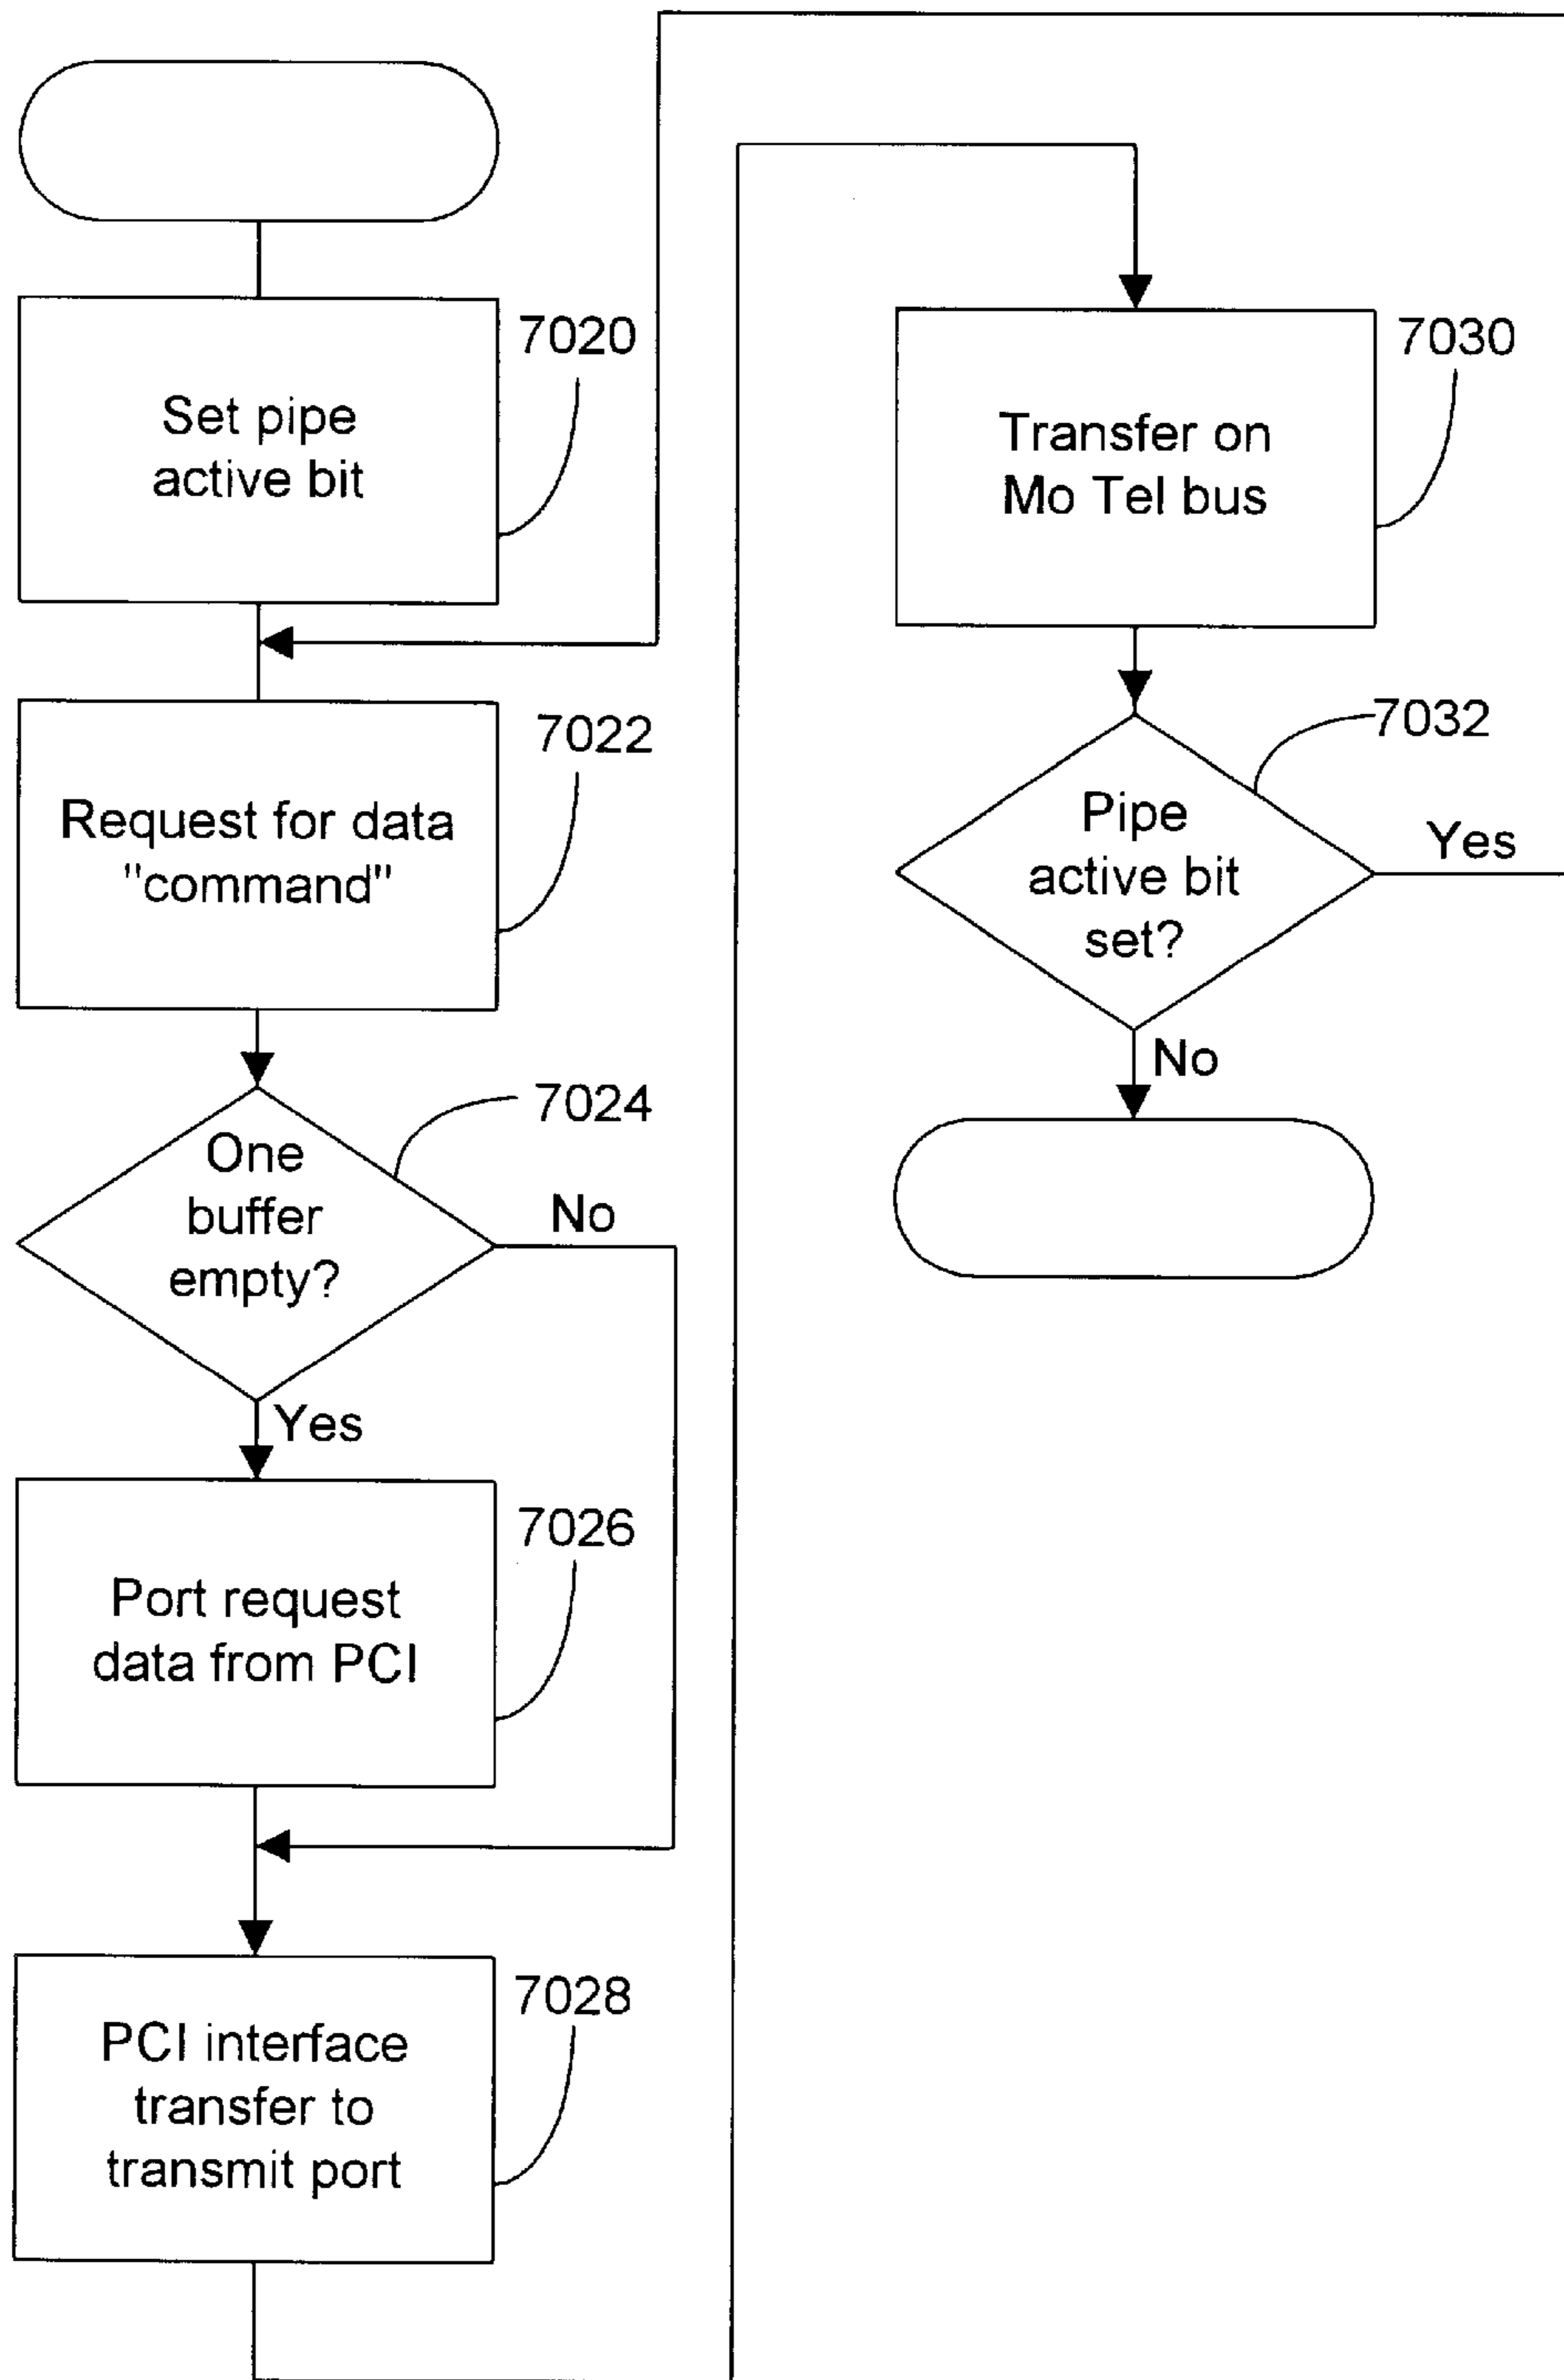 Set pipe
active bit
7020
Request for data
"command"
7022
One
buffer
empty?
7024
No
Yes
Port request
data from PCI
7026
PCI interface
transfer to
transmit port
7028
Transfer on
Mo Tel bus
7030
Pipe
active bit
set?
7032
Yes
No